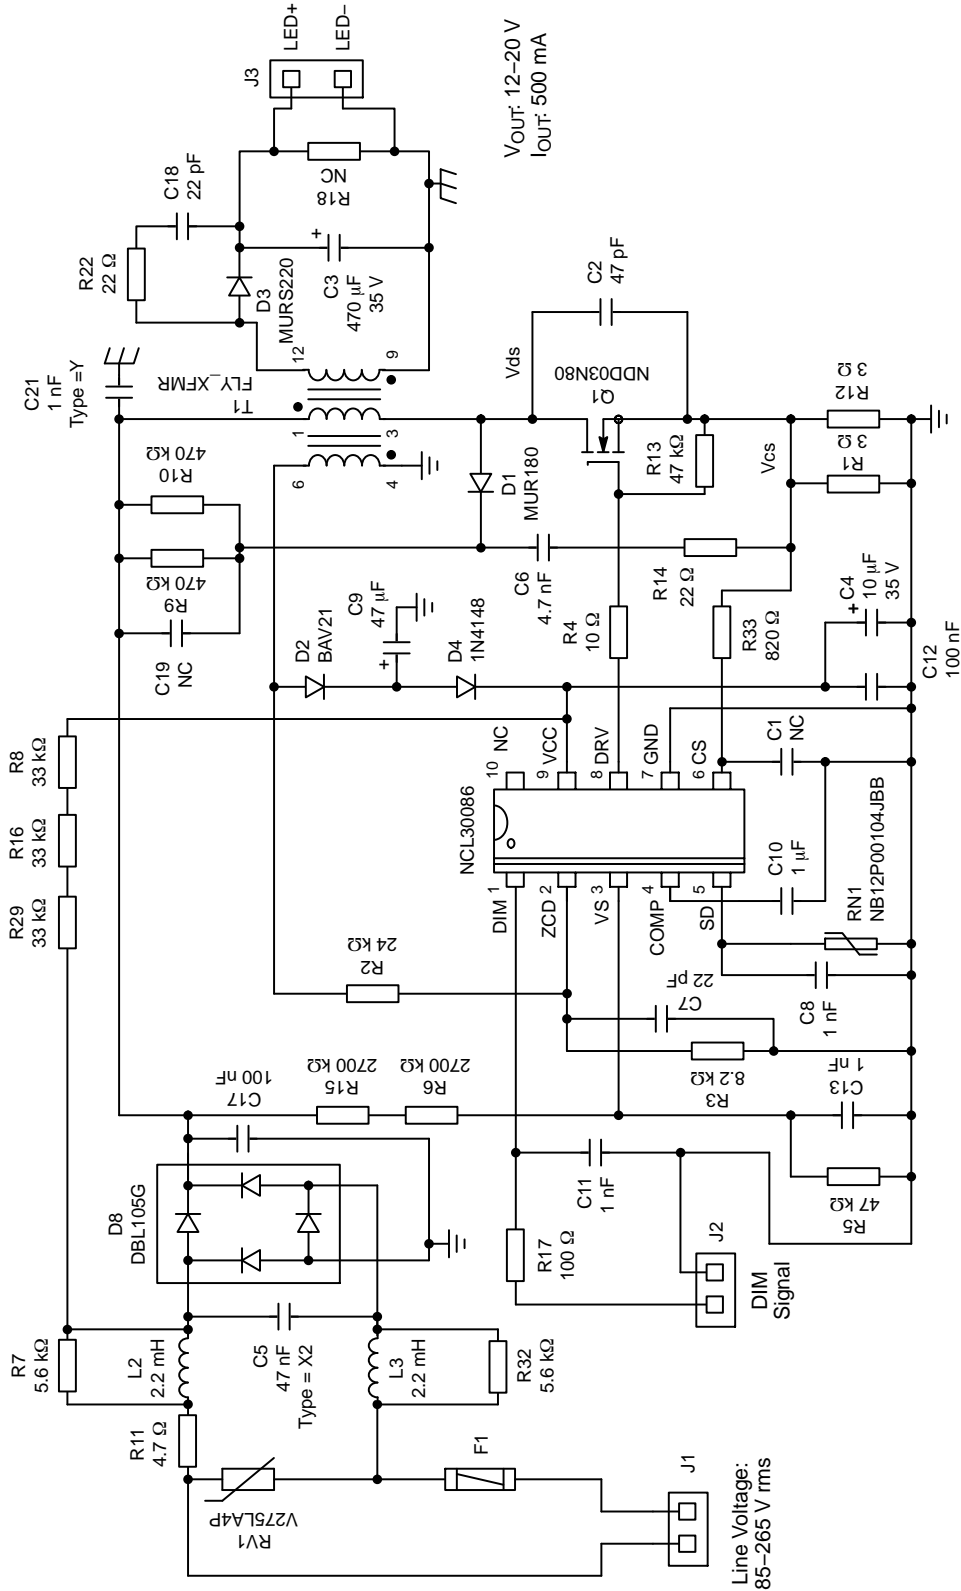 J1
Line Voltage:
85–265 V rms
F1
RV1
V275LA4P
R11
4.7 Ω
R7
5.6 kΩ
L2
2.2 mH
C5
47 nF
Type = X2
L3
2.2 mH
R32
5.6 kΩ
D8
DBL105G
C17
100 nF
R15
2700 kΩ
R6
2700 kΩ
R17
100 Ω
J2
DIM
Signal
C11
1 nF
R5
47 kΩ
C13
1 nF
R3
8.2 kΩ
C7
22 pF
R2
24 kΩ
C8
1 nF
RN1
NB12P00104JBB
C10
1 µF
C1
NC
R29
33 kΩ
R16
33 kΩ
R8
33 kΩ
NCL30086
DIM
1
ZCD
2
VS
3
COMP
4
SD
5
10
NC
9
VCC
8
DRV
7
GND
6
CS
C19
NC
R9
470 kΩ
R10
470 kΩ
D2
BAV21
C9
47 µF
+
D4
1N4148
R4
10 Ω
C6
4.7 nF
R14
22 Ω
R33
820 Ω
C12
100 nF
C4
10 µF
35 V
+
D1
MUR180
R13
47 kΩ
Q1
NDD03N80
Vds
C2
47 pF
Vcs
R1
3 Ω
R12
3 Ω
C21
1 nF
Type =Y
T1
FLY_XFMR
6
4
1
3
12
9
R22
22 Ω
C18
22 pF
D3
MURS220
C3
470 µF
35 V
+
R18
NC
J3
LED+
LED–
VOUT: 12–20 V
IOUT: 500 mA